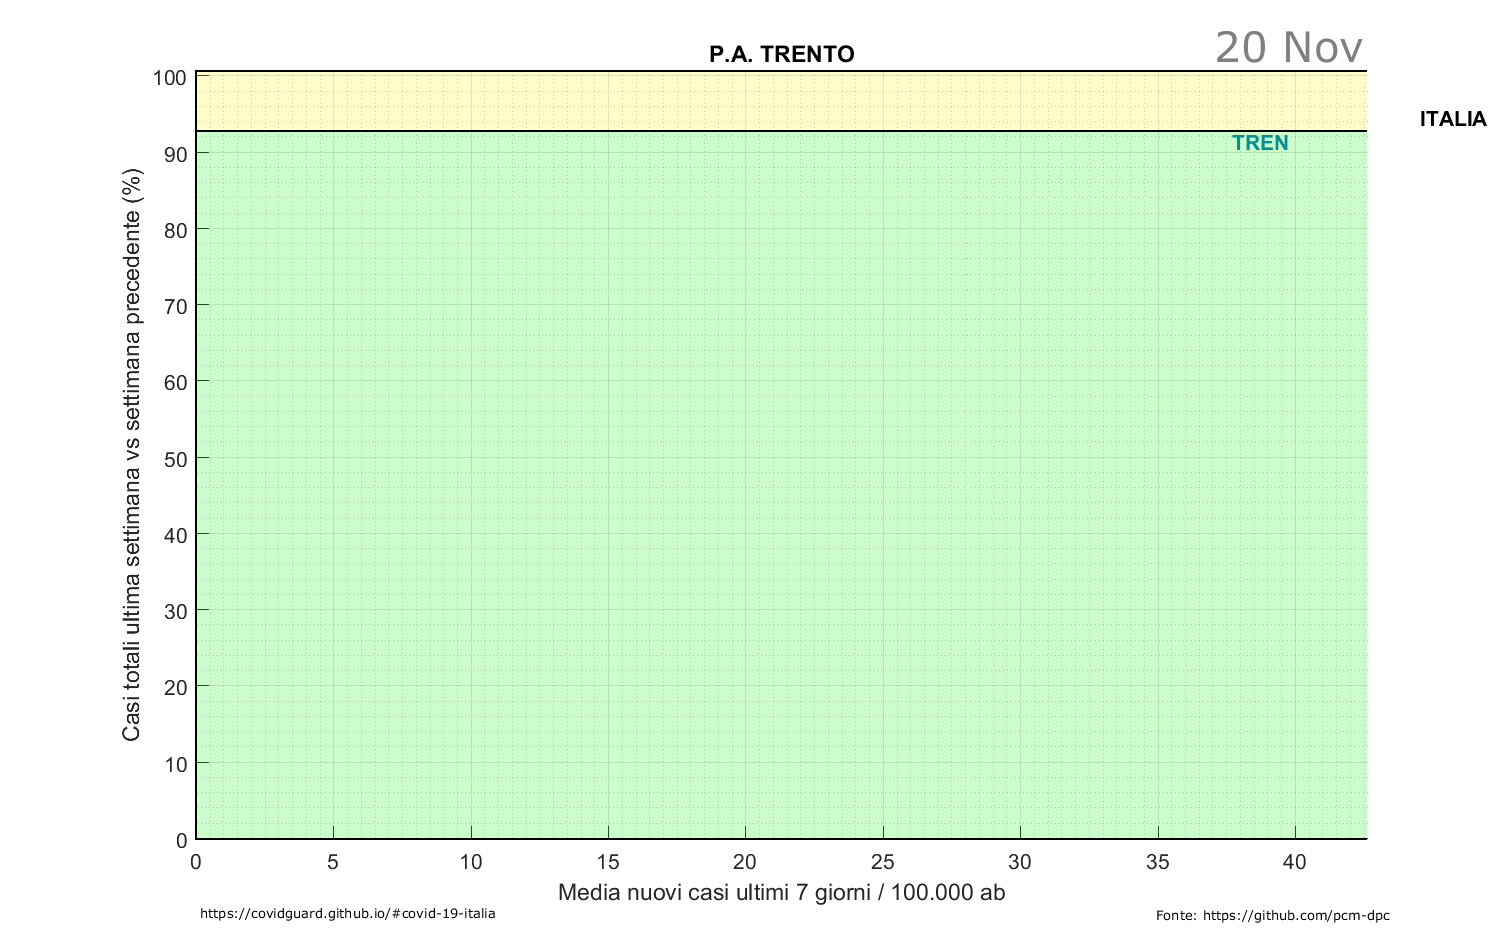 P.A. TRENTO
20 Nov
ITALIA
TREN
100
90
80
70
60
50
40
30
20
10
0
Casi totali ultima settimana vs settimana precedente (%)
0 5 10 15 20 25 30 35 40
Media nuovi casi ultimi 7 giorni / 100.000 ab
https://covidguard.github.io/#covid-19-italia
Fonte: https://github.com/pcm-dpc